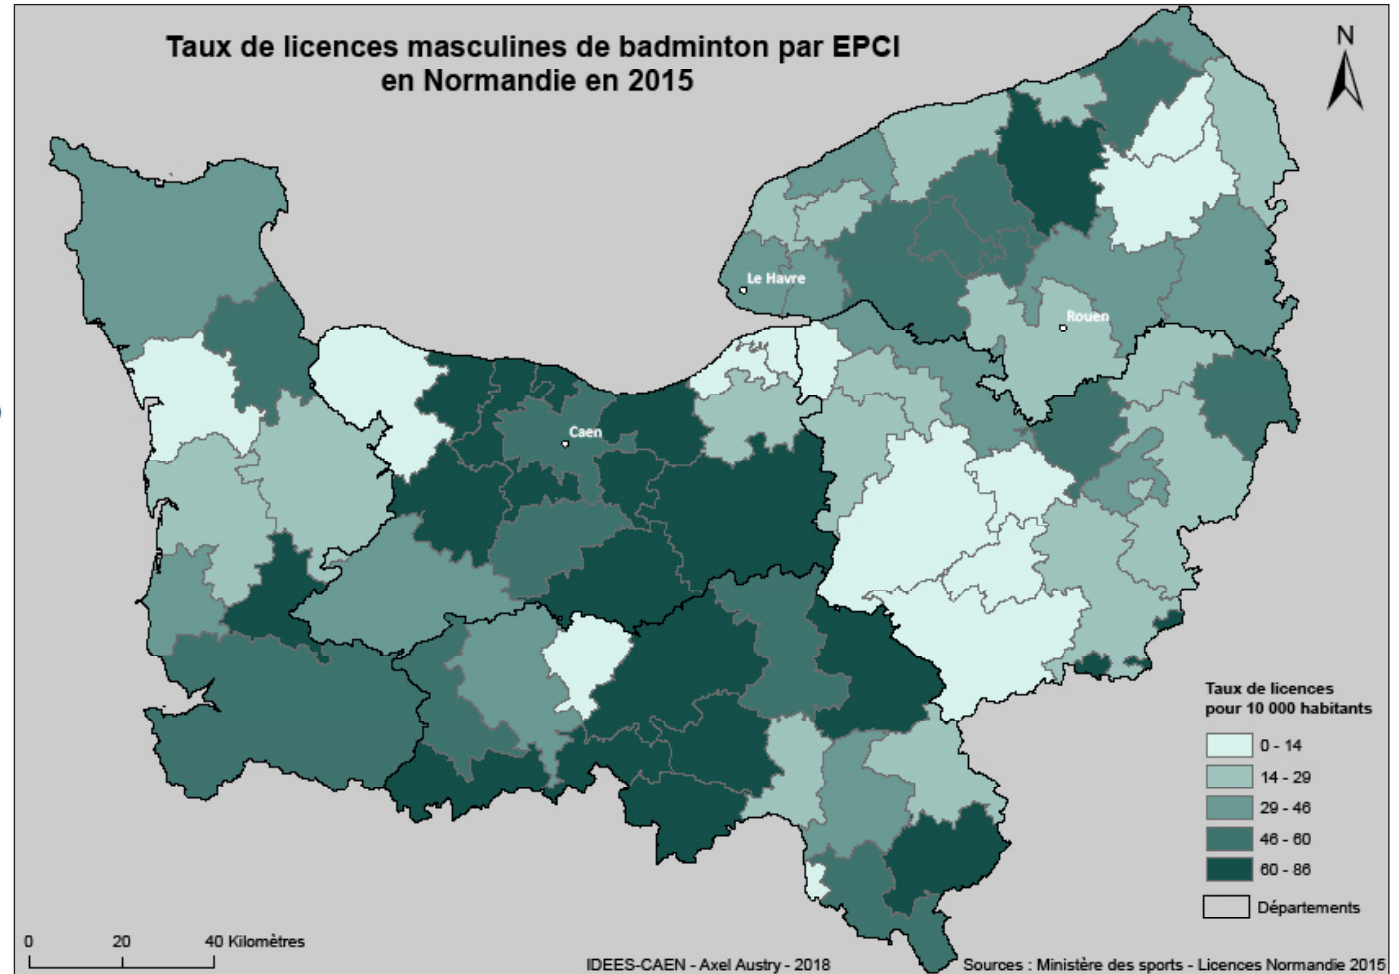 Taux de licences masculines de badminton par EPCI
en Normandie en 2015
N
Le Havre
Rouen
Caen
Taux de licences
pour 10 000 habitants
0 - 14
14 - 29
29 - 46
46 - 60
60 - 86
Départements
0 20 40 Kilomètres
IDEES-CAEN - Axel Austry - 2018
Sources : Ministère des sports - Licences Normandie 2015